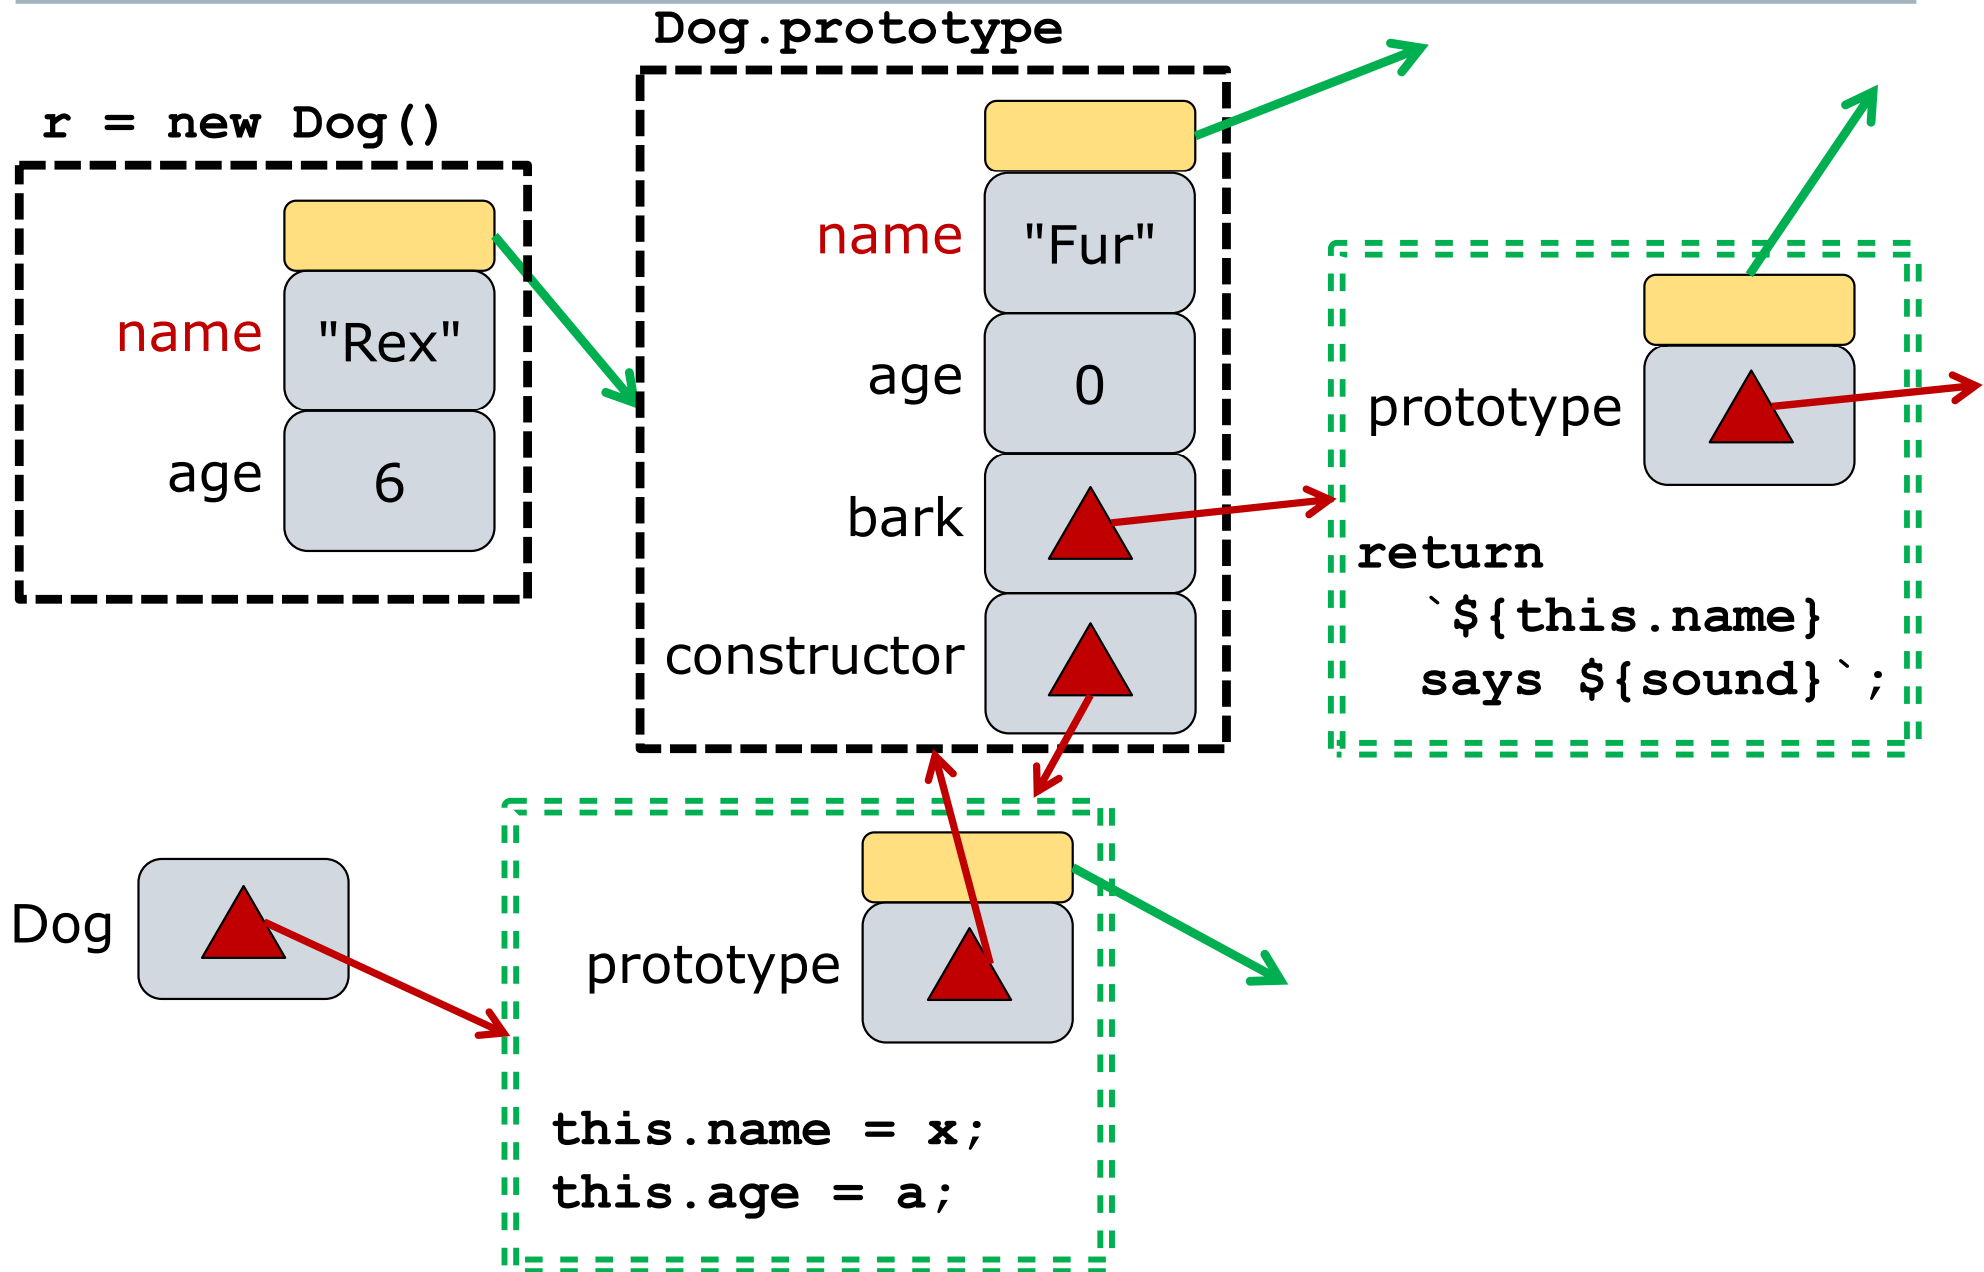 Dog.prototype
r = new Dog()
name "Rex"
age 6
name "Fur"
age 0
bark
constructor
prototype
return
`${this.name}
says ${sound}`;
Dog
prototype
this.name = x;
this.age = a;